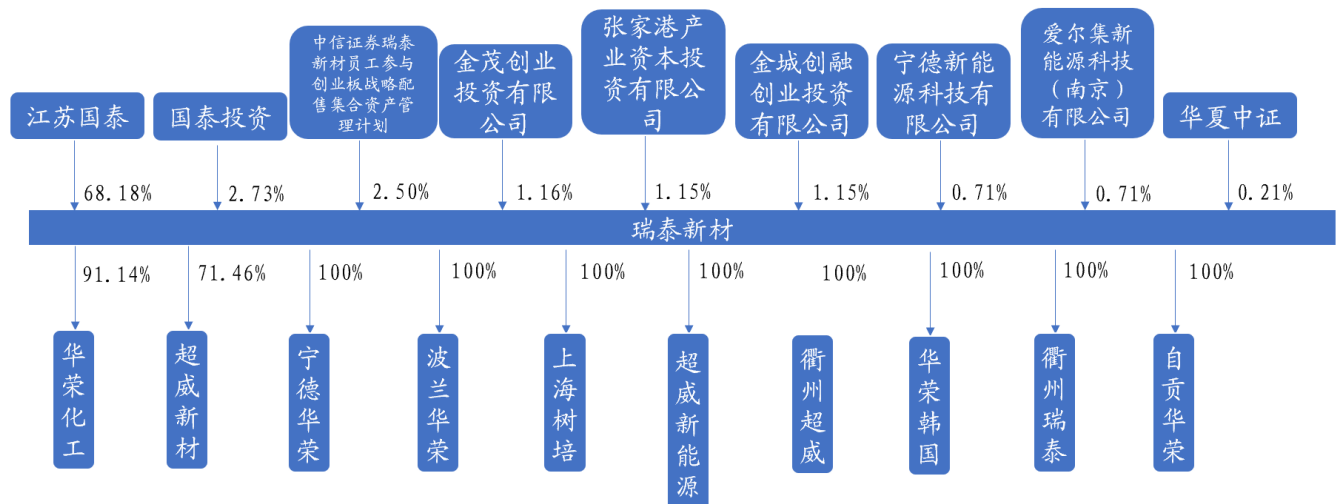 江苏国泰
国泰投资
中信证券瑞泰
新材员工参与
创业板战略配
售集合资产管
理计划
金茂创业
投资有限
公司
张家港产
业资本投
资有限公
司
金城创融
创业投资
有限公司
宁德新能
源科技有
限公司
爱尔集新
能源科技
（南京）
有限公司
华夏中证
68.18%
2.73%
2.50%
1.16%
1.15%
1.15%
0.71%
0.71%
0.21%
瑞泰新材
91.14%
71.46%
100%
100%
100%
100%
100%
100%
100%
100%
华荣化工
超威新材
宁德华荣
波兰华荣
上海树培
超威新能源
衢州超威
华荣韩国
衢州瑞泰
自贡华荣